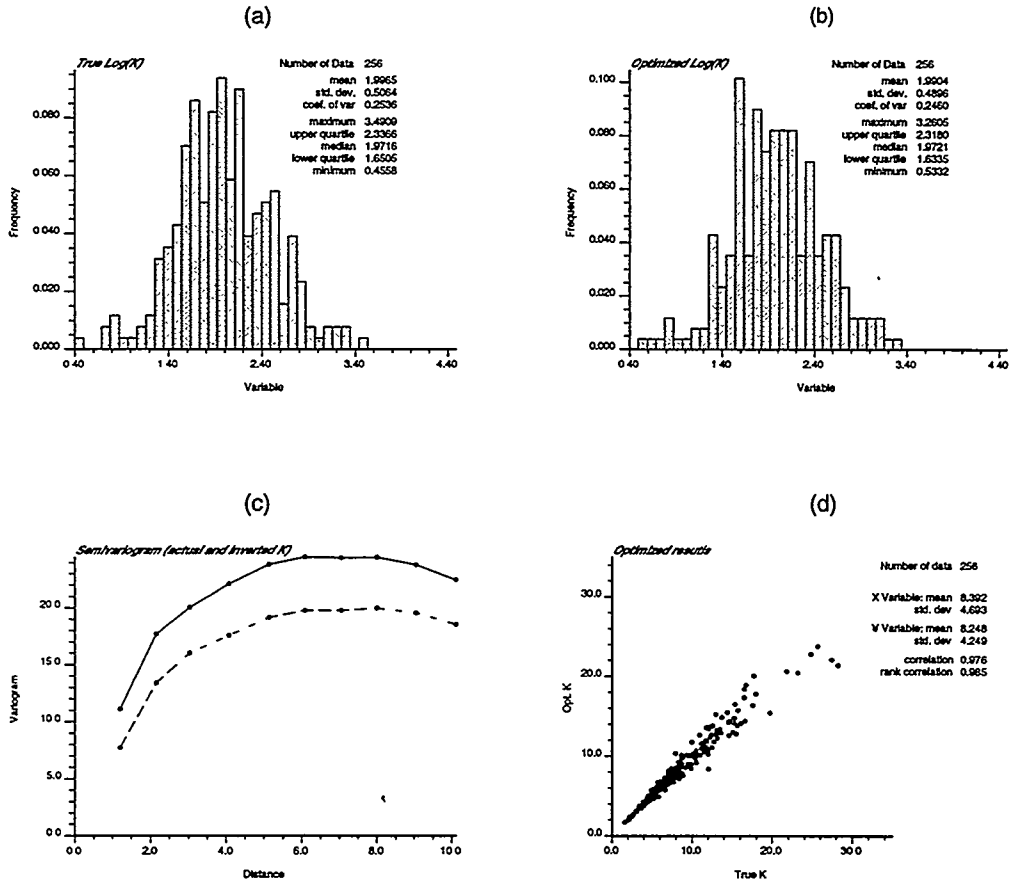 (a)
True Log(K)
Number of Data 256
mean 1.9965
std. dev. 0.5064
coef. of var 0.2536
maximum 3.4909
upper quartile 2.3366
median 1.9716
lower quartile 1.6505
minimum 0.4558
Frequency
0.080
0.060
0.040
0.020
0.000
0.40 1.40 2.40 3.40 4.40
Variable
(b)
Optimized Log(K)
Number of Data 256
mean 1.9904
std. dev. 0.4896
coef. of var 0.2460
maximum 3.2605
upper quartile 2.3180
median 1.9721
lower quartile 1.6335
minimum 0.5332
Frequency
0.100
0.080
0.060
0.040
0.020
0.000
0 40 1 40 2.40 3.40 4 40
Variable
(c)
Semivariogram (actual and inverted K)
Variogram
20.0
15.0
10.0
5.0
0 0
0.0 2.0 4.0 6.0 8.0 10.0
Distance
(d)
Optimized results
Number of data 256
X Variable: mean 8.392
std. dev 4.693
Y Variable: mean 8.248
std. dev 4.249
correlation 0.976
rank correlation 0.985
Opt. K
30.0
20.0
10.0
0.0
0.0 10.0 20.0 30.0
True K